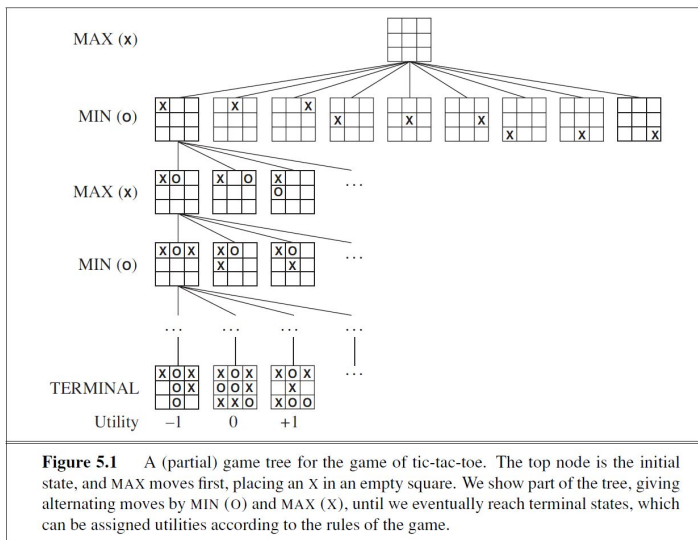 MAX (X)
X X X
MIN (O) X X X
X X X
X O X O X
MAX (X) O ...
X O X X O X O
MIN (O) X X ...
... ... ... ...
X O X X O X X O X ...
TERMINAL O X O O X X
O X X O X O O
Utility –1 0 +1
Figure 5.1 A (partial) game tree for the game of tic-tac-toe. The top node is the initial
state, and MAX moves first, placing an X in an empty square. We show part of the tree, giving
alternating moves by MIN (O) and MAX (X), until we eventually reach terminal states, which
can be assigned utilities according to the rules of the game.